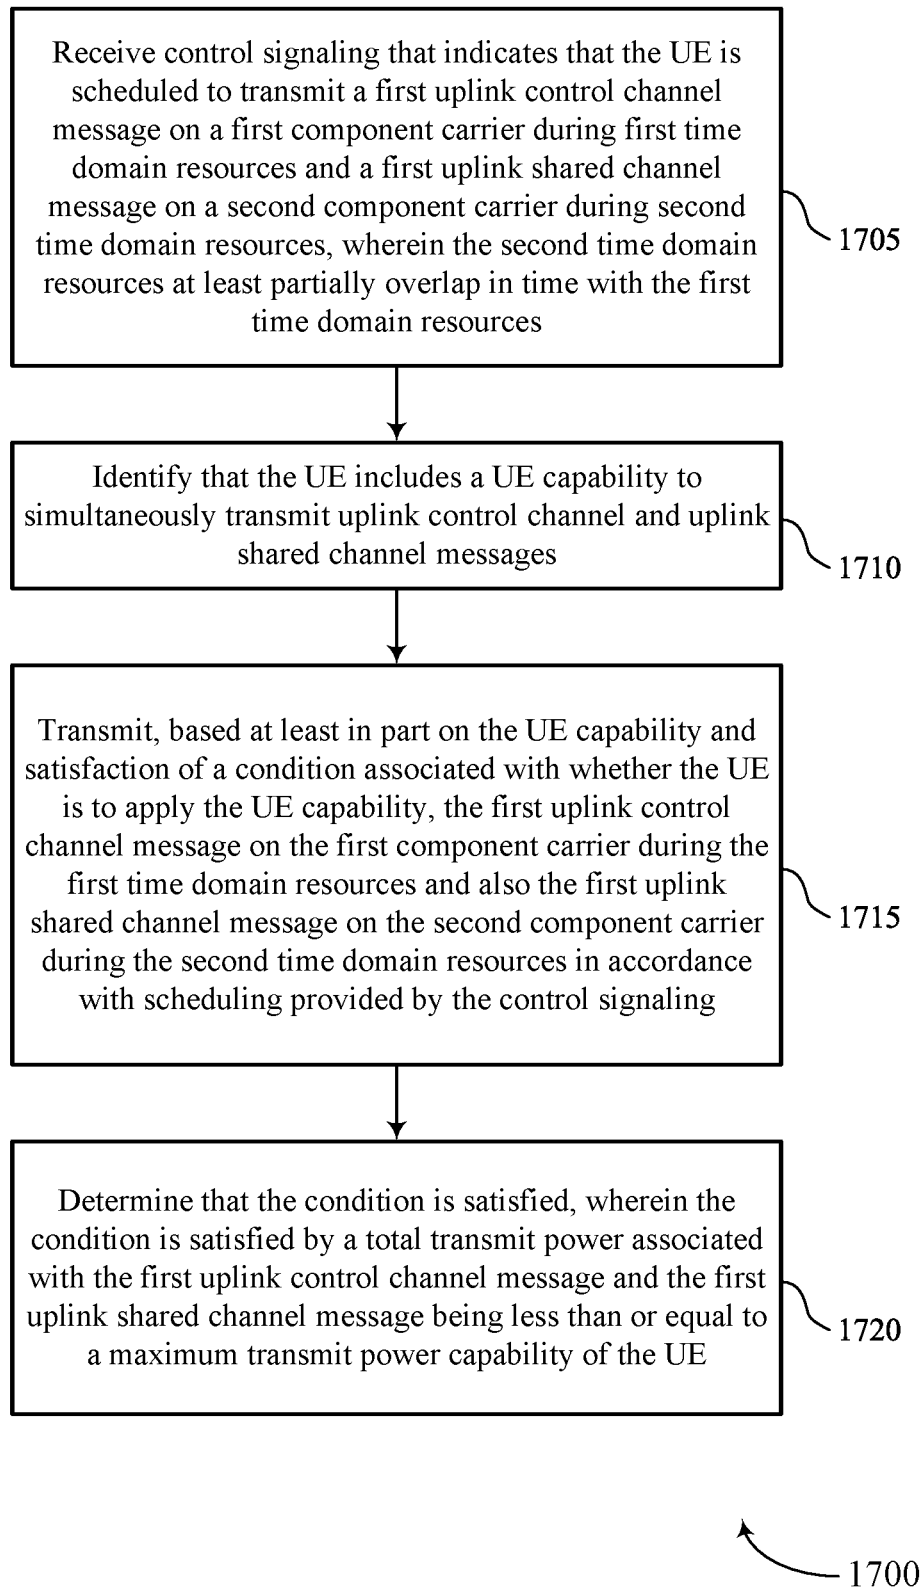 Receive control signaling that indicates that the UE is
scheduled to transmit a first uplink control channel
message on a first component carrier during first time
domain resources and a first uplink shared channel
message on a second component carrier during second
time domain resources, wherein the second time domain
resources at least partially overlap in time with the first
time domain resources
1705
Identify that the UE includes a UE capability to
simultaneously transmit uplink control channel and uplink
shared channel messages
1710
Transmit, based at least in part on the UE capability and
satisfaction of a condition associated with whether the UE
is to apply the UE capability, the first uplink control
channel message on the first component carrier during the
first time domain resources and also the first uplink
shared channel message on the second component carrier
during the second time domain resources in accordance
with scheduling provided by the control signaling
1715
Determine that the condition is satisfied, wherein the
condition is satisfied by a total transmit power associated
with the first uplink control channel message and the first
uplink shared channel message being less than or equal to
a maximum transmit power capability of the UE
1720
1700